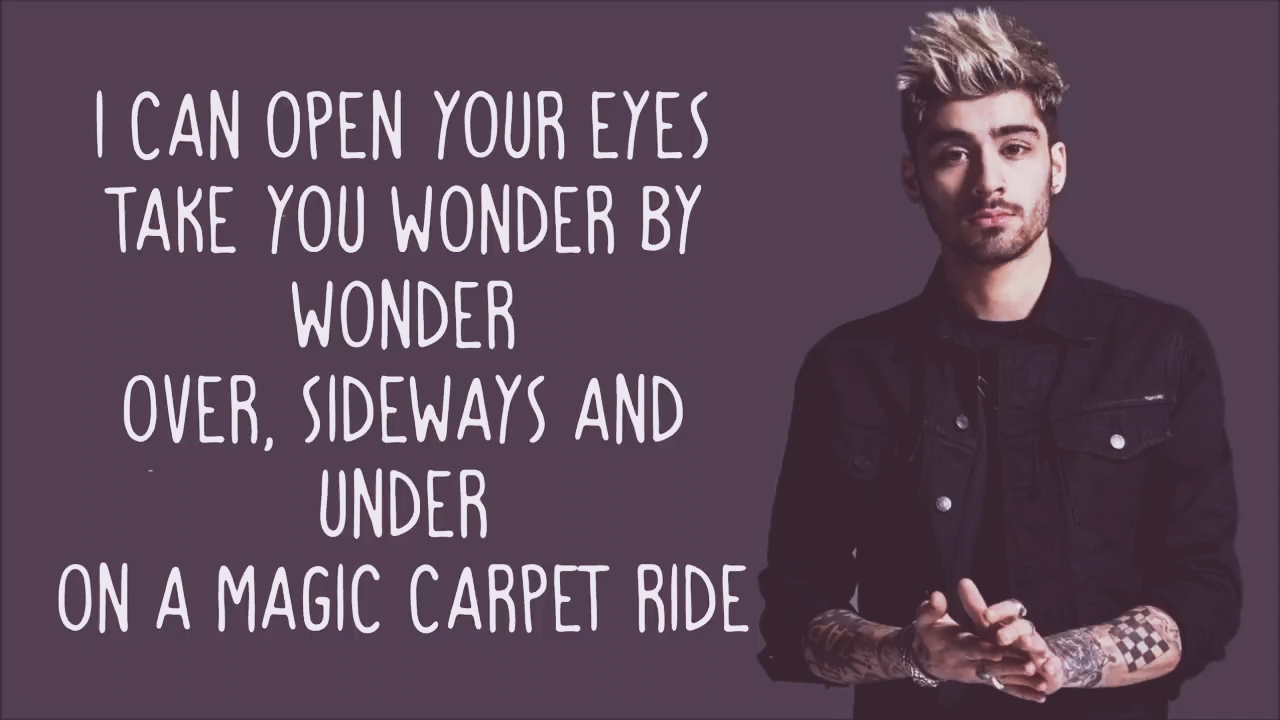 I CAN OPEN YOUR EYES
TAKE YOU WONDER BY
WONDER
OVER, SIDEWAYS AND
UNDER
ON A MAGIC CARPET RIDE